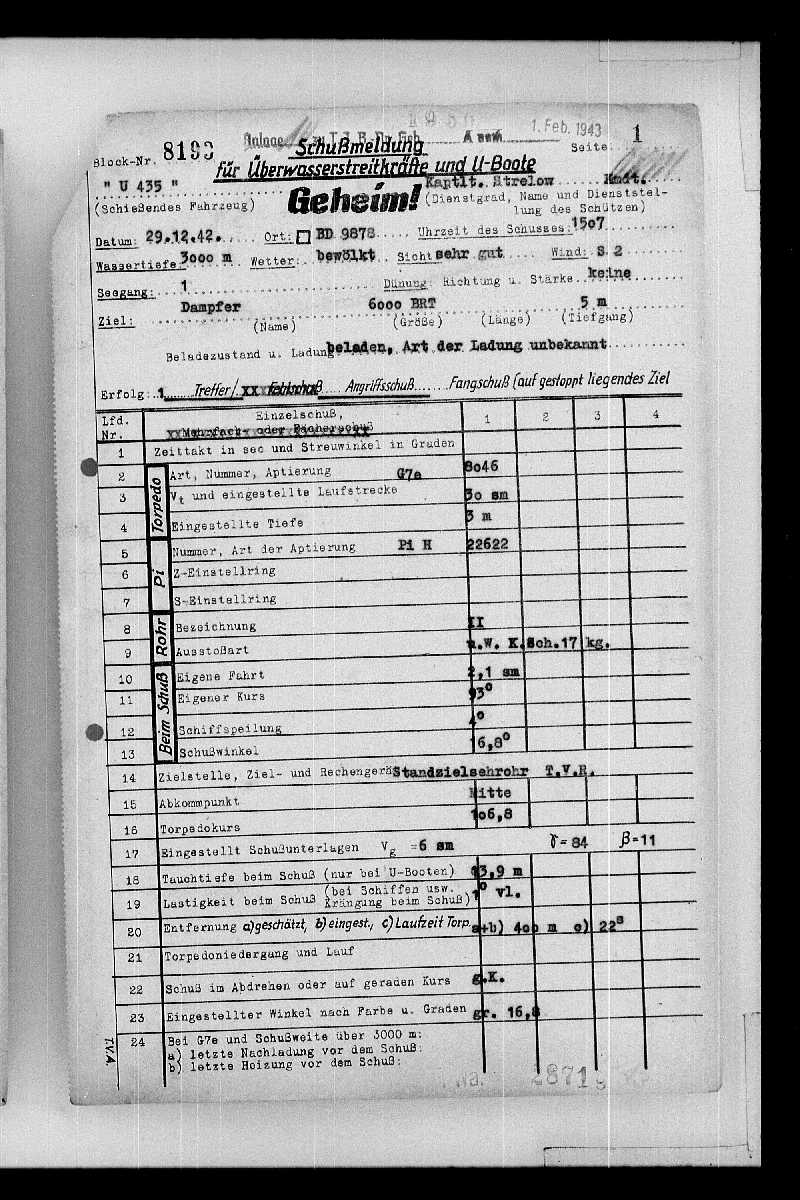 1. Feb. 1943
Anlage
Block-Nr. 8193
Schußmeldung
Seite 1
für Überwasserstreitkräfte und U-Boote
" U 435 "
Geheim!
Kaptlt. Strelow Kmdt.
(Schießendes Fahrzeug)
(Dienstgrad, Name und Dienststel-
lung des Schützen)
Datum: 29.12.42. Ort: BD 9878 Uhrzeit des Schusses: 1507
Wassertiefe 3000 m Wetter: bewölkt Sicht sehr gut Wind: S 2
Seegang: 1 Dünung: Richtung u. Stärke keine
Ziel: Dampfer 6000 BRT 5 m
(Name) (Größe) (Länge) (Tiefgang)
Beladezustand u. Ladung beladen, Art der Ladung unbekannt
Erfolg: 1 Treffer/ Fehlschuß Angriffsschuß Fangschuß (auf gestoppt liegendes Ziel
Lfd. Nr. Einzelschuß, 1 2 3 4
Mehrfach- oder Fächerschuß
1 Zeittakt in sec und Streuwinkel in Graden
Torpedo
2 Art, Nummer, Aptierung G7e 8046
3 Vt und eingestellte Laufstrecke 30 sm
4 Eingestellte Tiefe 3 m
Pi
5 Nummer, Art der Aptierung Pi H 22622
6 Z-Einstellring
7 S-Einstellring
Rohr
8 Bezeichnung II
9 Ausstoßart u.W. K.Sch.17 kg.
Beim Schuß
10 Eigene Fahrt 2,1 sm
11 Eigener Kurs 93°
12 Schiffspeilung 4°
13 Schußwinkel 16,8°
14 Zielstelle, Ziel- und Rechengerä Standzielsehrohr T.V.R.
15 Abkommpunkt Mitte
16 Torpedokurs 106,8
17 Eingestellt Schußunterlagen Vg =6 sm γ=84 β=11
18 Tauchtiefe beim Schuß (nur bei U-Booten) 13,9 m
19 Lastigkeit beim Schuß (bei Schiffen usw. Krängung beim Schuß) 1° vl.
20 Entfernung a) geschätzt, b) eingest., c) Laufzeit Torp. a+b) 400 m c) 22s
21 Torpedoniedergang und Lauf
22 Schuß im Abdrehen oder auf geraden Kurs g.K.
23 Eingestellter Winkel nach Farbe u. Graden gr. 16,8
24 Bei G7e und Schußweite über 3000 m:
a) letzte Nachladung vor dem Schuß:
b) letzte Heizung vor dem Schuß:
T.V.A.